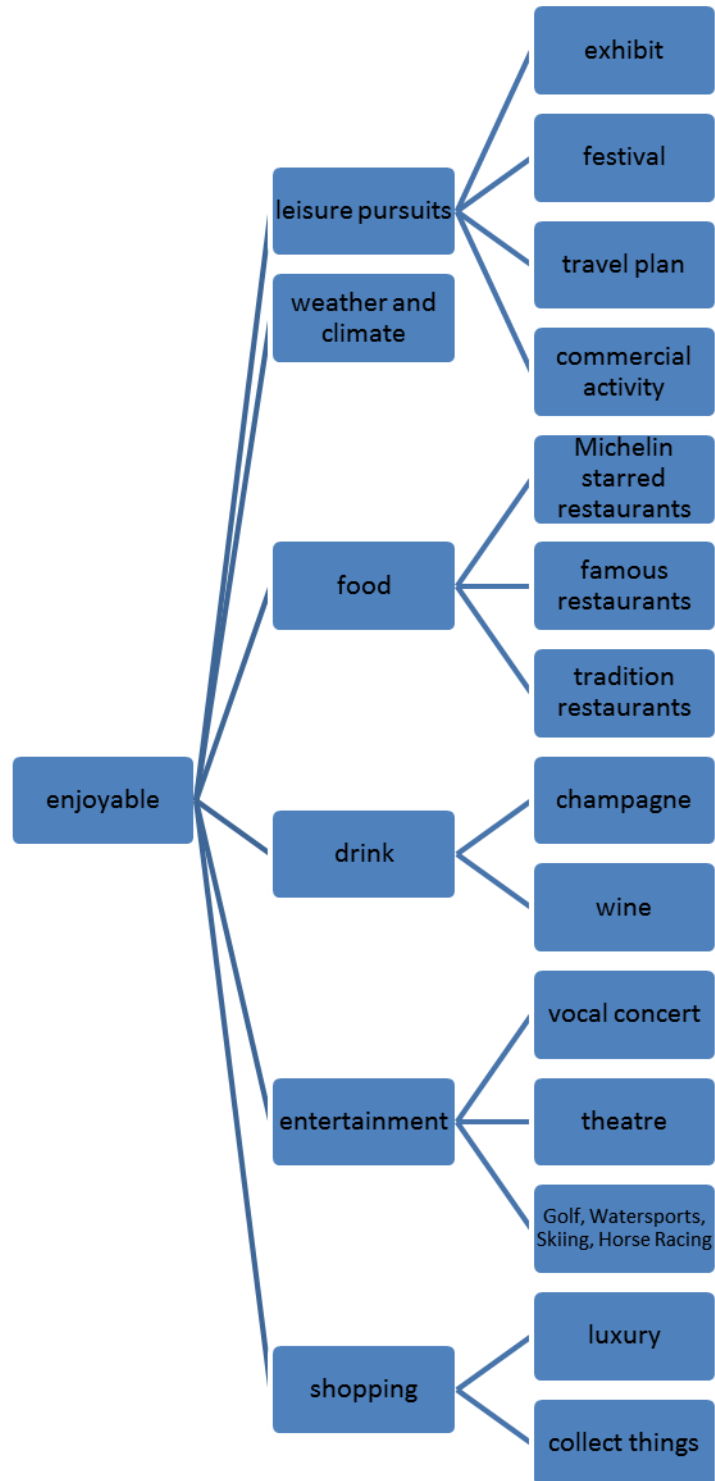 exhibit
festival
leisure pursuits
travel plan
weather and
climate
commercial
activity
Michelin
starred
restaurants
food
famous
restaurants
tradition
restaurants
enjoyable
champagne
drink
wine
vocal concert
entertainment
theatre
Golf, Watersports,
Skiing, Horse Racing
luxury
shopping
collect things